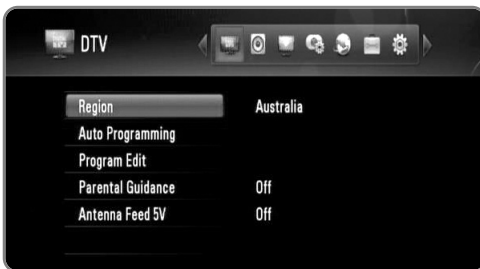 DTV
Region Australia
Auto Programming
Program Edit
Parental Guidance Off
Antenna Feed 5V Off